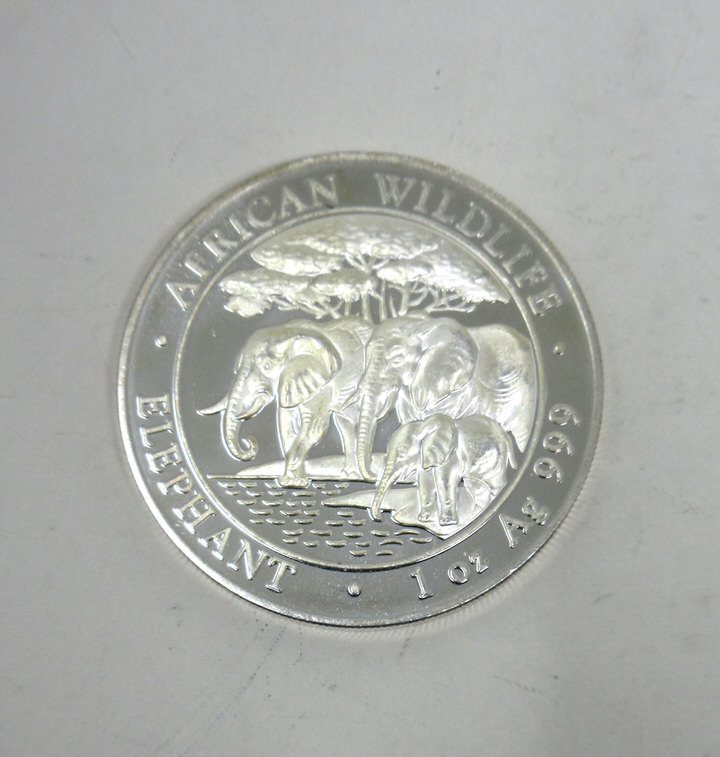 AFRICAN WILDLIFE
ELEPHANT
1 oz Ag 999